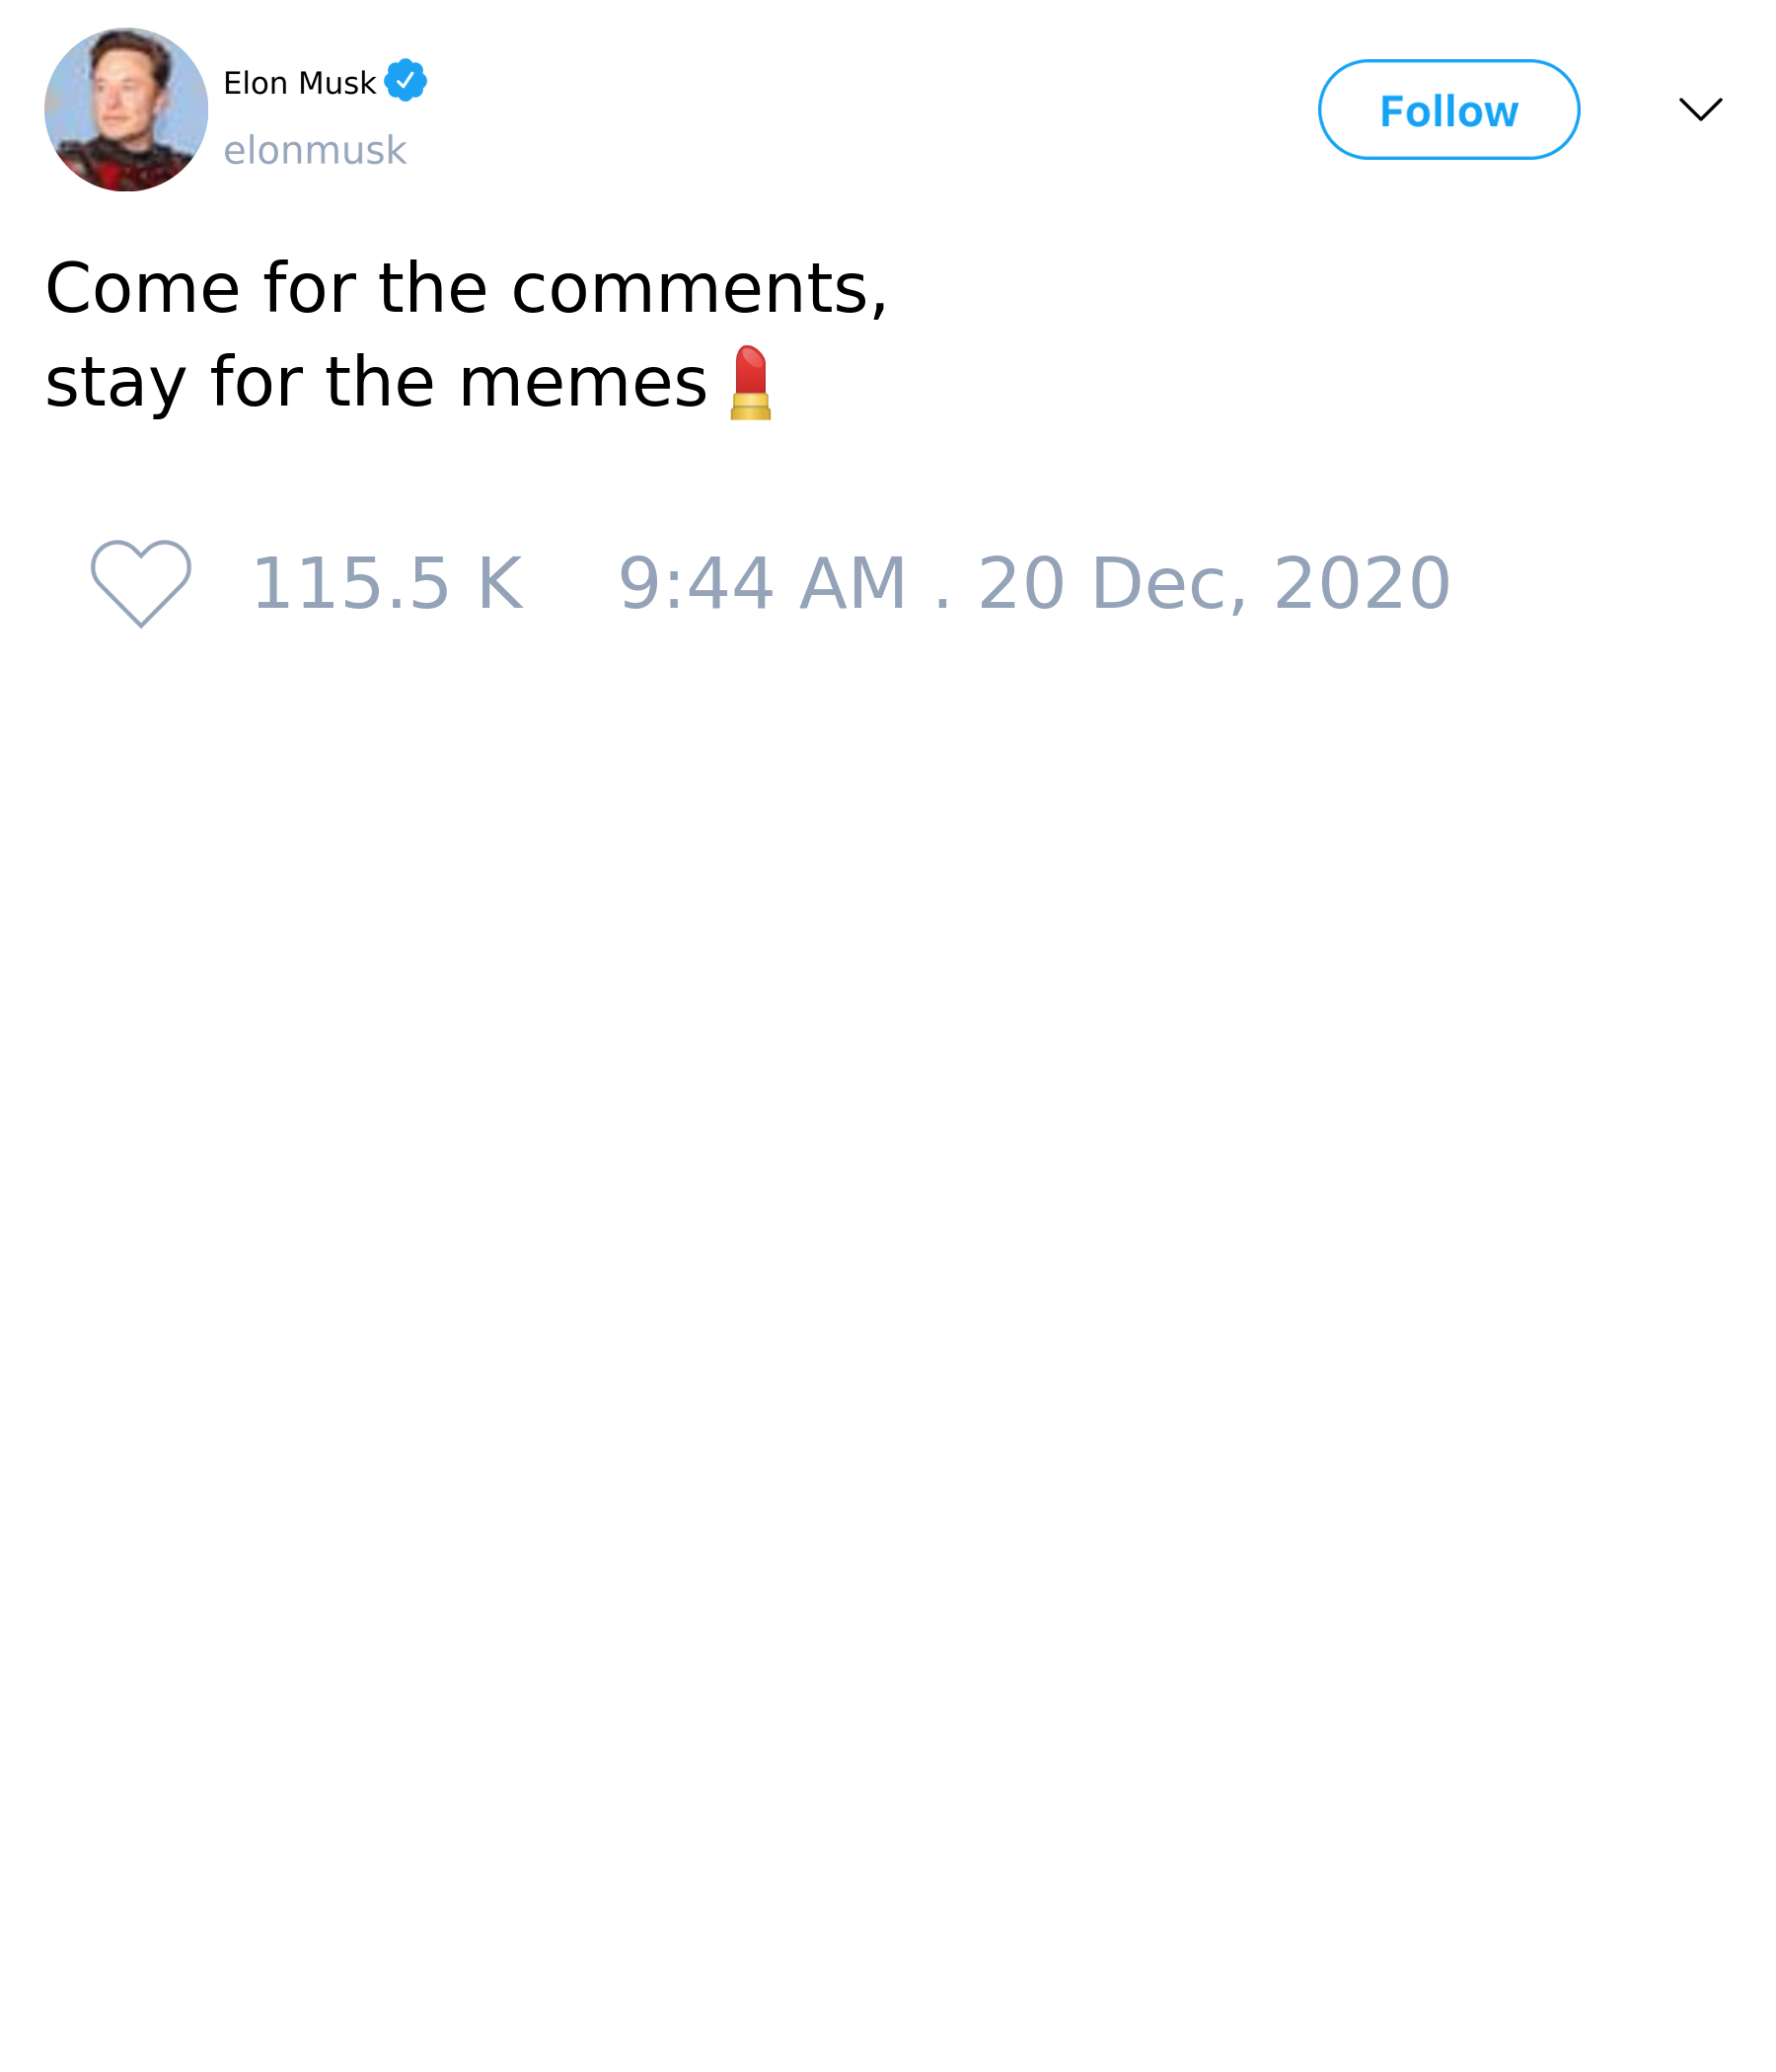 Elon Musk
elonmusk
Follow
Come for the comments,
stay for the memes 💄
115.5 K 9:44 AM . 20 Dec, 2020